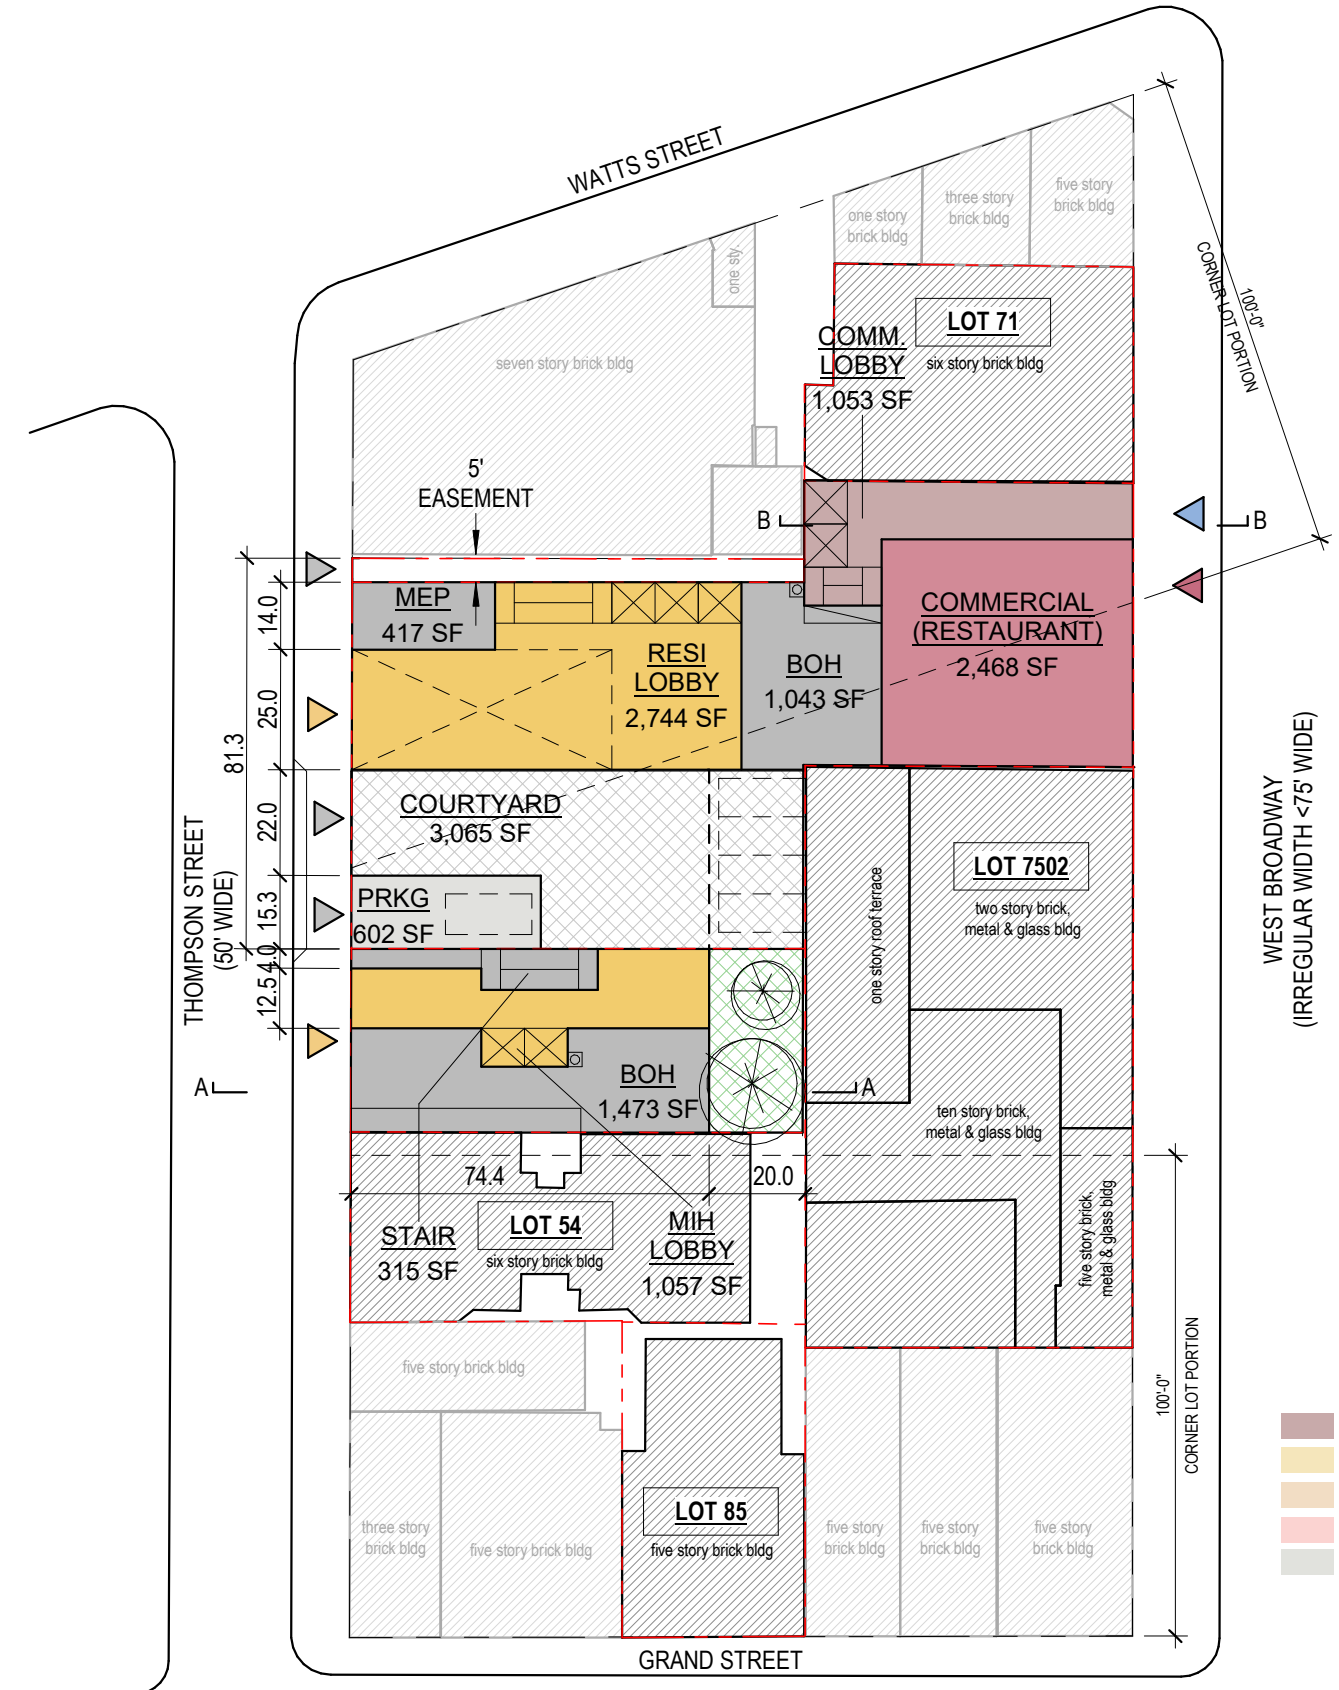 WATTS STREET
one story
brick bldg
three story
brick bldg
five story
brick bldg
one sty.
CORNER LOT PORTION
100'-0"
LOT 71
six story brick bldg
COMM.
LOBBY
1,053 SF
seven story brick bldg
5'
EASEMENT
B
B
MEP
417 SF
RESI
LOBBY
2,744 SF
BOH
1,043 SF
COMMERCIAL
(RESTAURANT)
2,468 SF
14.0
25.0
81.3
22.0
15.3
4.0
12.5
THOMPSON STREET
(50' WIDE)
COURTYARD
3,065 SF
PRKG
602 SF
one story roof terrace
LOT 7502
two story brick,
metal & glass bldg
WEST BROADWAY
(IRREGULAR WIDTH <75' WIDE)
A
A
BOH
1,473 SF
ten story brick,
metal & glass bldg
five story brick,
metal & glass bldg
74.4
20.0
STAIR
315 SF
LOT 54
six story brick bldg
MIH
LOBBY
1,057 SF
five story brick bldg
100'-0"
CORNER LOT PORTION
three story
brick bldg
five story brick bldg
LOT 85
five story brick bldg
five story
brick bldg
five story
brick bldg
five story
brick bldg
GRAND STREET